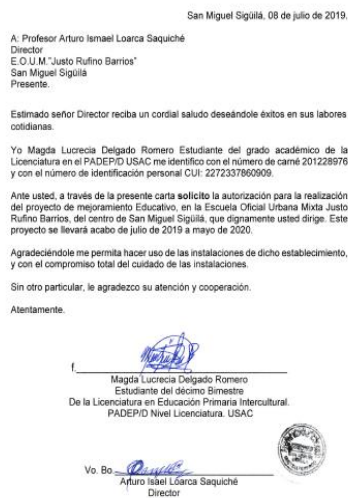 San Miguel Sigüilá, 08 de julio de 2019.
A: Profesor Arturo Ismael Loarca Saquiché
Director
E.O.U.M."Justo Rufino Barrios"
San Miguel Sigüilá
Presente.
Estimado señor Director reciba un cordial saludo deseándole éxitos en sus labores
cotidianas.
Yo Magda Lucrecia Delgado Romero Estudiante del grado académico de la
Licenciatura en el PADEP/D USAC me identifico con el número de carné 201228976
y con el número de identificación personal CUI: 2272337860909.
Ante usted, a través de la presente carta solicito la autorización para la realización
del proyecto de mejoramiento Educativo, en la Escuela Oficial Urbana Mixta Justo
Rufino Barrios, del centro de San Miguel Sigüilá, que dignamente usted dirige. Este
proyecto se llevará acabo de julio de 2019 a mayo de 2020.
Agradeciéndole me permita hacer uso de las instalaciones de dicho establecimiento,
y con el compromiso total del cuidado de las instalaciones.
Sin otro particular, le agradezco su atención y cooperación.
Atentamente.
f.
Magda Lucrecia Delgado Romero
Estudiante del décimo Bimestre
De la Licenciatura en Educación Primaria Intercultural.
PADEP/D Nivel Licenciatura. USAC
Vo. Bo.
Arturo Isael Loarca Saquiché
Director